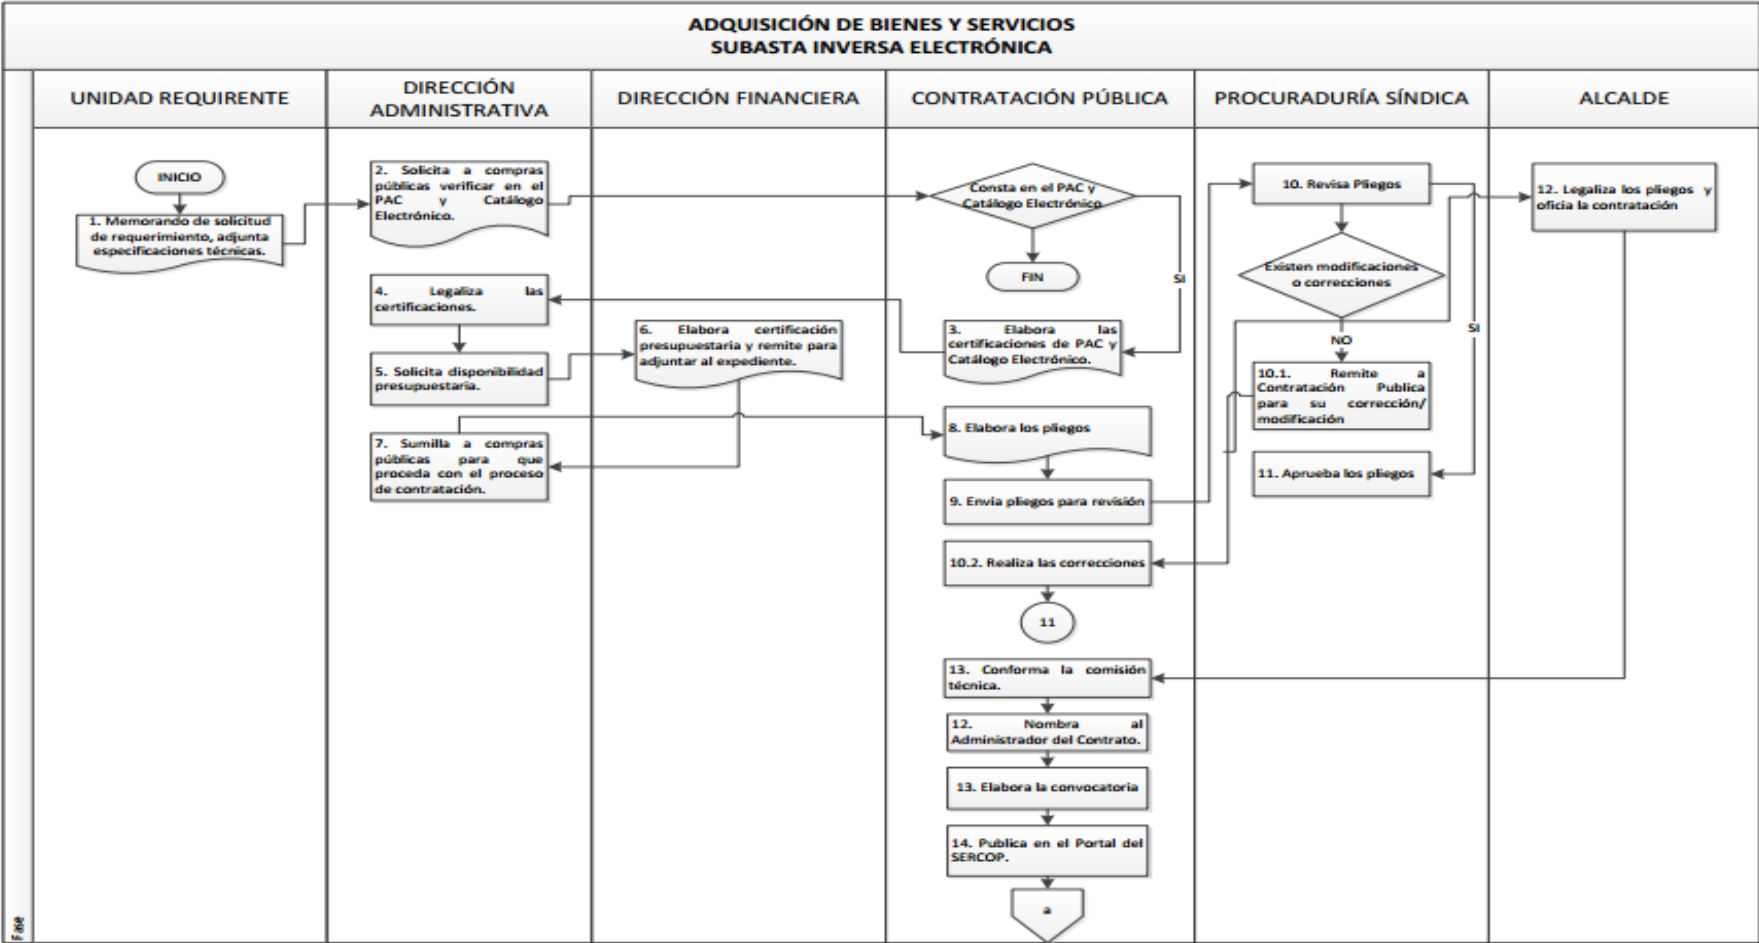 ADQUISICIÓN DE BIENES Y SERVICIOS
SUBASTA INVERSA ELECTRÓNICA
UNIDAD REQUIRENTE
DIRECCIÓN
ADMINISTRATIVA
DIRECCIÓN FINANCIERA
CONTRATACIÓN PÚBLICA
PROCURADURÍA SÍNDICA
ALCALDE
Fase
INICIO
1. Memorando de solicitud
de requerimiento, adjunta
especificaciones técnicas.
2. Solicita a compras
públicas verificar en el
PAC y Catálogo
Electrónico.
4. Legaliza las
certificaciones.
5. Solicita disponibilidad
presupuestaria.
7. Sumilla a compras
públicas para que
proceda con el proceso
de contratación.
6. Elabora certificación
presupuestaria y remite para
adjuntar al expediente.
Consta en el PAC y
Catálogo Electrónico
FIN
SI
3. Elabora las
certificaciones de PAC y
Catálogo Electrónico.
8. Elabora los pliegos
9. Envia pliegos para revisión
10.2. Realiza las correcciones
11
13. Conforma la comisión
técnica.
12. Nombra al
Administrador del Contrato.
13. Elabora la convocatoria
14. Publica en el Portal del
SERCOP.
a
10. Revisa Pliegos
Existen modificaciones
o correcciones
SI
NO
10.1. Remite a
Contratación Publica
para su corrección/
modificación
11. Aprueba los pliegos
12. Legaliza los pliegos y
oficia la contratación